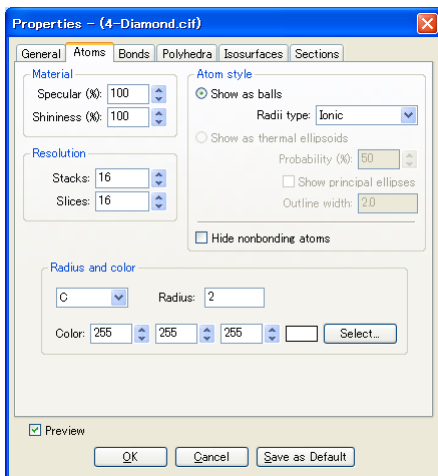 Properties - (4-Diamond.cif)
General Atoms Bonds Polyhedra Isosurfaces Sections
Material
Specular (%): 100
Shininess (%): 100
Resolution
Stacks: 16
Slices: 16
Atom style
Show as balls
Radii type: Ionic
Show as thermal ellipsoids
Probability (%): 50
Show principal ellipses
Outline width: 2.0
Hide nonbonding atoms
Radius and color
C Radius: 2
Color: 255 255 255 Select...
Preview
OK Cancel Save as Default